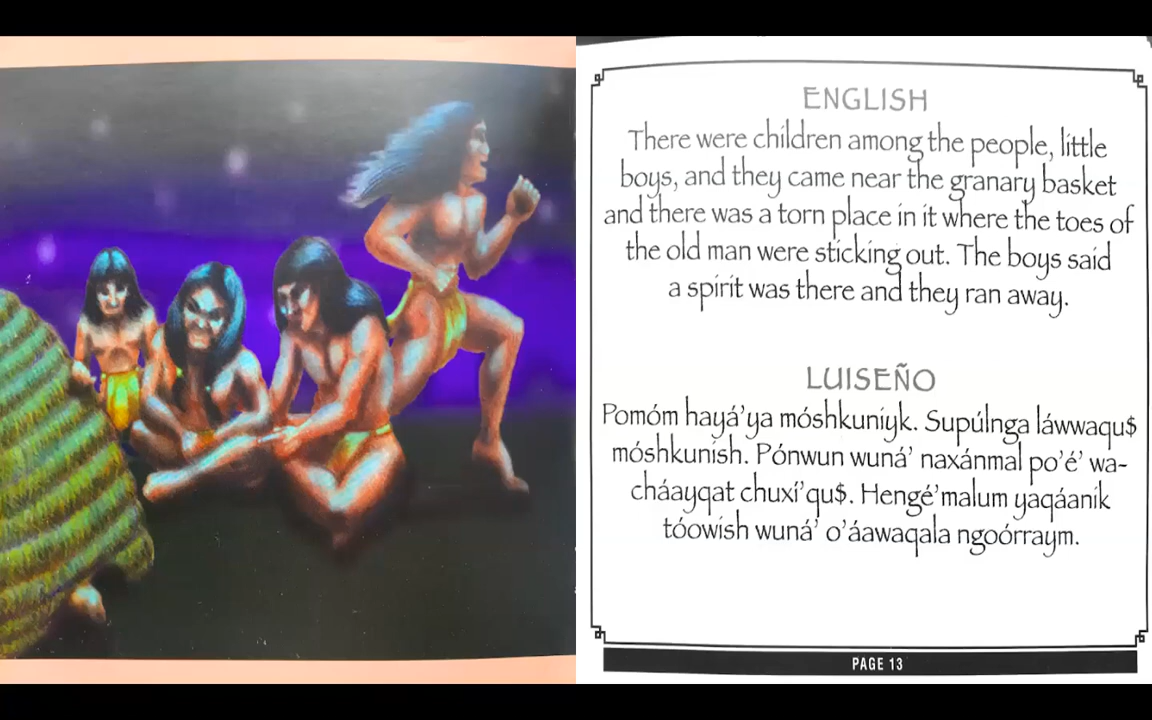 ENGLISH
There were children among the people, little
boys, and they came near the granary basket
and there was a torn place in it where the toes of
the old man were sticking out. The boys said
a spirit was there and they ran away.
LUISEÑO
Pomóm hayá'ya móshkuniyk. Supúlnga láwwaqu$
móshkunish. Pónwun wuná' naxánmal po'é' wa-
cháayqat chuxí'qu$. Hengé'malum yaqáanik
tóowish wuná' o'áawaqala ngoórraym.
PAGE 13